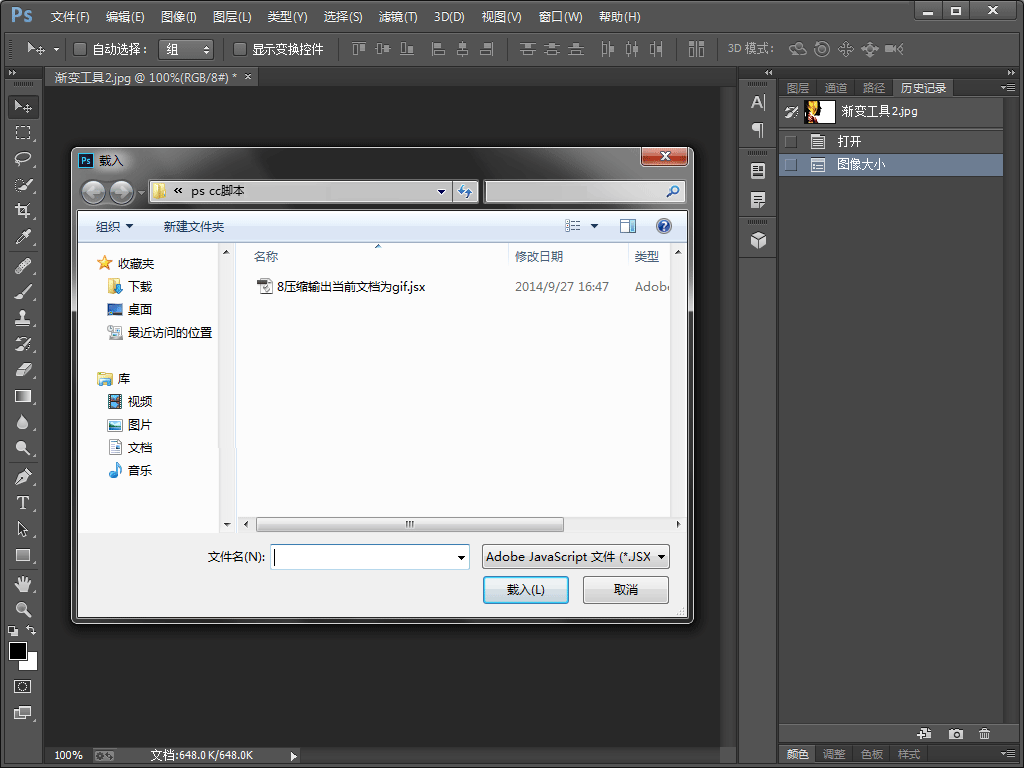 Ps 文件(F) 编辑(E) 图像(I) 图层(L) 类型(Y) 选择(S) 滤镜(T) 3D(D) 视图(V) 窗口(W) 帮助(H)
自动选择： 组 显示变换控件 3D 模式：
渐变工具2.jpg @ 100%(RGB/8#) * ×
图层 通道 路径 历史记录
渐变工具2.jpg
打开
图像大小
Ps 载入
« ps cc脚本
组织 新建文件夹
收藏夹
下载
桌面
最近访问的位置
库
视频
图片
文档
音乐
名称 修改日期 类型
8压缩输出当前文档为gif.jsx 2014/9/27 16:47 Adob
文件名(N): Adobe JavaScript 文件 (*.JSX
载入(L) 取消
100% 文档:648.0K/648.0K
颜色 调整 色板 样式